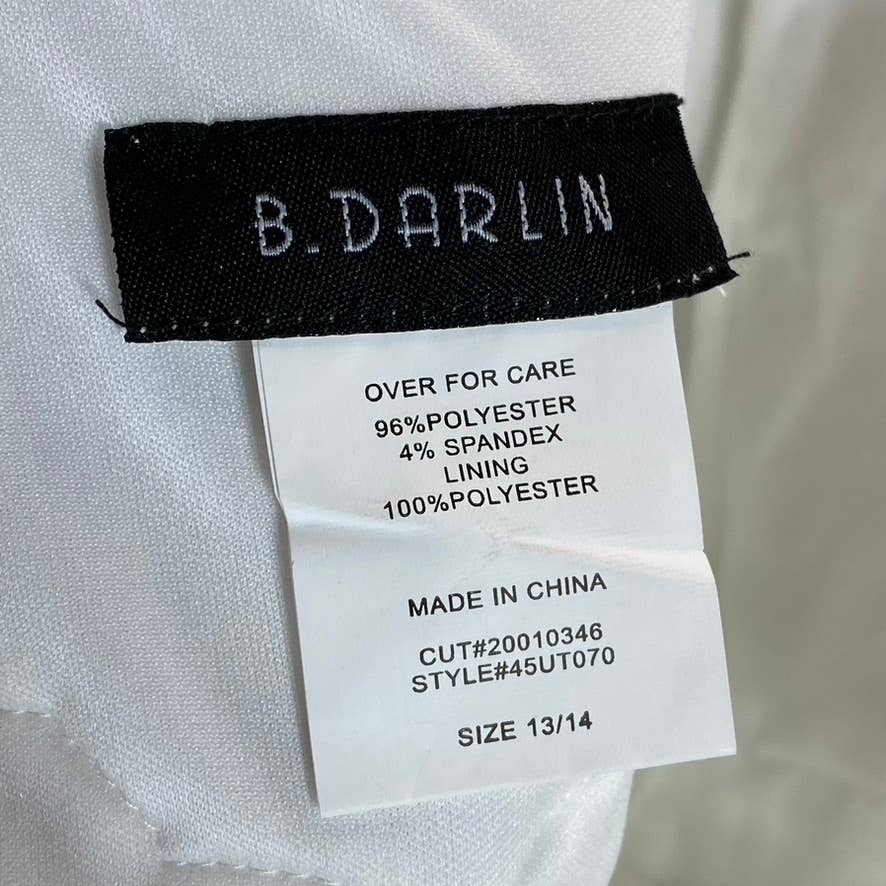 B.DARLIN
OVER FOR CARE
96%POLYESTER
4% SPANDEX
LINING
100%POLYESTER
MADE IN CHINA
CUT#20010346
STYLE#45UT070
SIZE 13/14